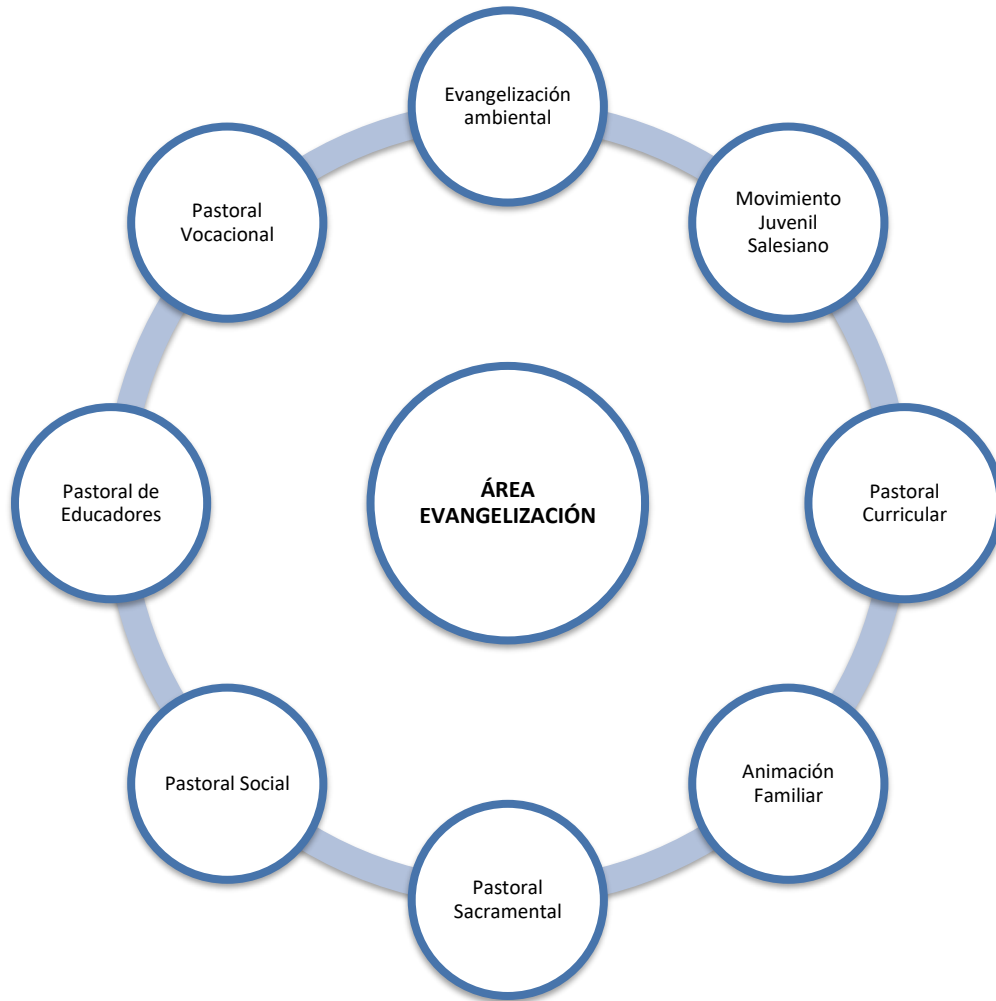 Evangelización
ambiental
Movimiento
Juvenil
Salesiano
Pastoral
Vocacional
Pastoral de
Educadores
ÁREA
EVANGELIZACIÓN
Pastoral
Curricular
Animación
Familiar
Pastoral Social
Pastoral
Sacramental